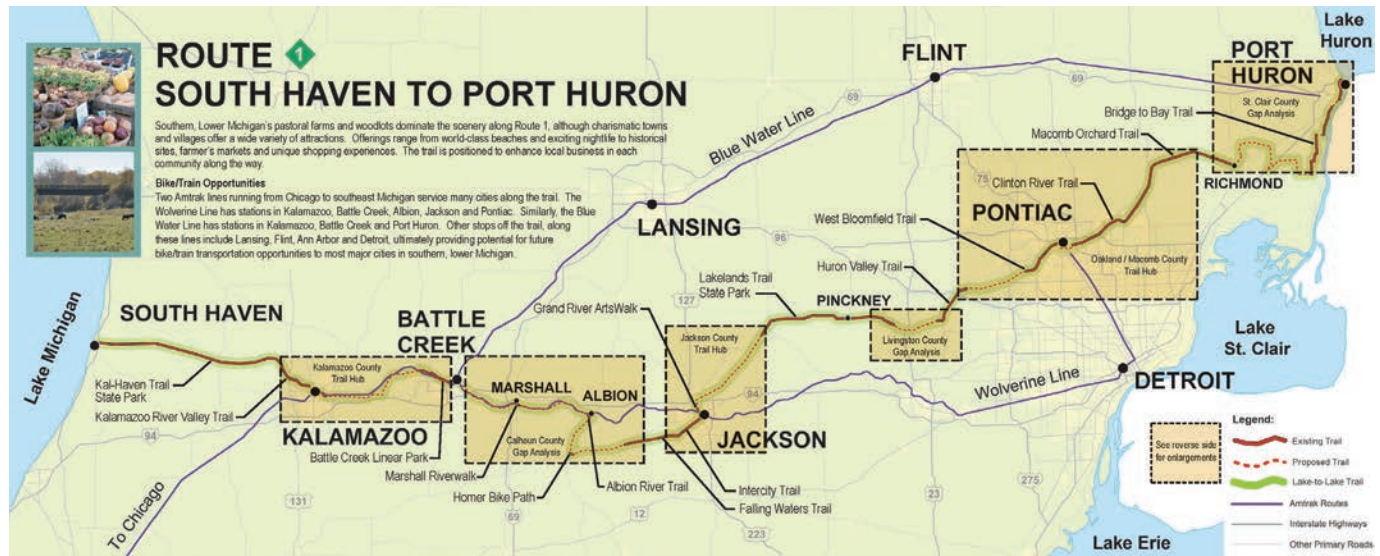 ROUTE 1
SOUTH HAVEN TO PORT HURON
Southern, Lower Michigan's pastoral farms and woodlots dominate the scenery along Route 1, although charismatic towns
and villages offer a wide variety of attractions. Offerings range from world-class beaches and exciting nightlife to historical
sites, farmer's markets and unique shopping experiences. The trail is positioned to enhance local business in each
community along the way.
Bike/Train Opportunities
Two Amtrak lines running from Chicago to southeast Michigan service many cities along the trail. The
Wolverine Line has stations in Kalamazoo, Battle Creek, Albion, Jackson and Pontiac. Similarly, the Blue
Water Line has stations in Kalamazoo, Battle Creek and Port Huron. Other stops off the trail, along
these lines include Lansing, Flint, Ann Arbor and Detroit, ultimately providing potential for future
bike/train transportation opportunities to most major cities in southern, lower Michigan.
Lake
Huron
PORT
HURON
St. Clair County
Gap Analysis
FLINT
69
69
Blue Water Line
Bridge to Bay Trail
Macomb Orchard Trail
RICHMOND
75
Clinton River Trail
PONTIAC
West Bloomfield Trail
Oakland / Macomb County
Trail Hub
LANSING
96
Huron Valley Trail
Lakelands Trail
State Park
127
PINCKNEY
Grand River ArtsWalk
Livingston County
Gap Analysis
Jackson County
Trail Hub
Lake
St. Clair
Lake Michigan
SOUTH HAVEN
BATTLE
CREEK
Kalamazoo County
Trail Hub
Kal-Haven Trail
State Park
MARSHALL
ALBION
94
Wolverine Line
DETROIT
Kalamazoo River Valley Trail
94
KALAMAZOO
Calhoun County
Gap Analysis
JACKSON
Battle Creek Linear Park
Marshall Riverwalk
Homer Bike Path
Albion River Trail
Intercity Trail
Falling Waters Trail
To Chicago
131
69
12
223
23
275
Lake Erie
See reverse side
for enlargements
Legend:
Existing Trail
Proposed Trail
Lake-to-Lake Trail
Amtrak Routes
Interstate Highways
Other Primary Roads